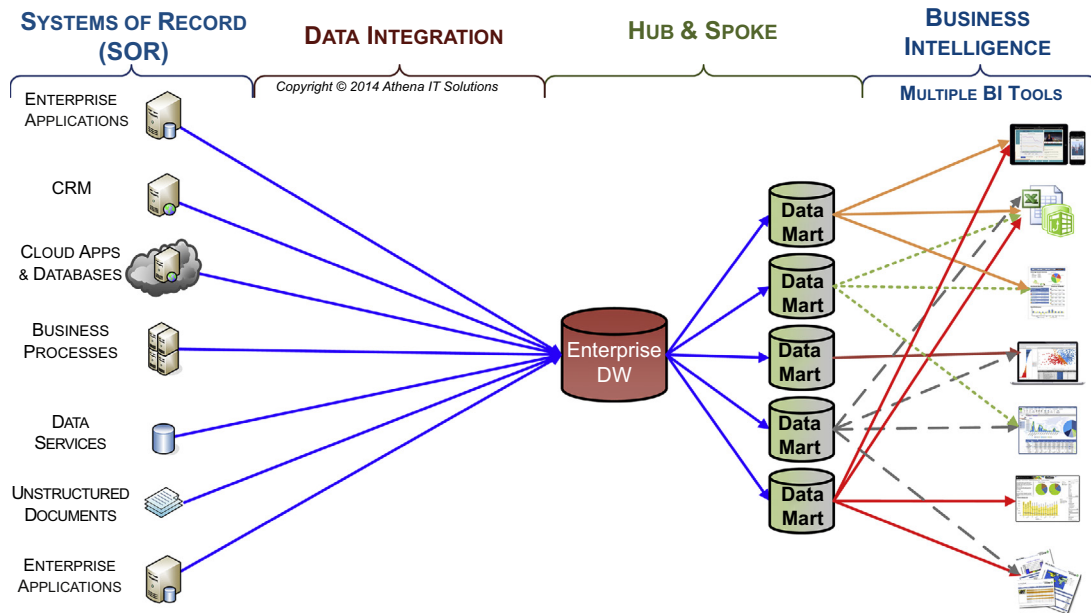 SYSTEMS OF RECORD
(SOR)
DATA INTEGRATION
HUB & SPOKE
BUSINESS
INTELLIGENCE
Copyright © 2014 Athena IT Solutions
MULTIPLE BI TOOLS
ENTERPRISE
APPLICATIONS
CRM
CLOUD APPS
& DATABASES
BUSINESS
PROCESSES
DATA
SERVICES
UNSTRUCTURED
DOCUMENTS
ENTERPRISE
APPLICATIONS
Enterprise
DW
Data
Mart
Data
Mart
Data
Mart
Data
Mart
Data
Mart